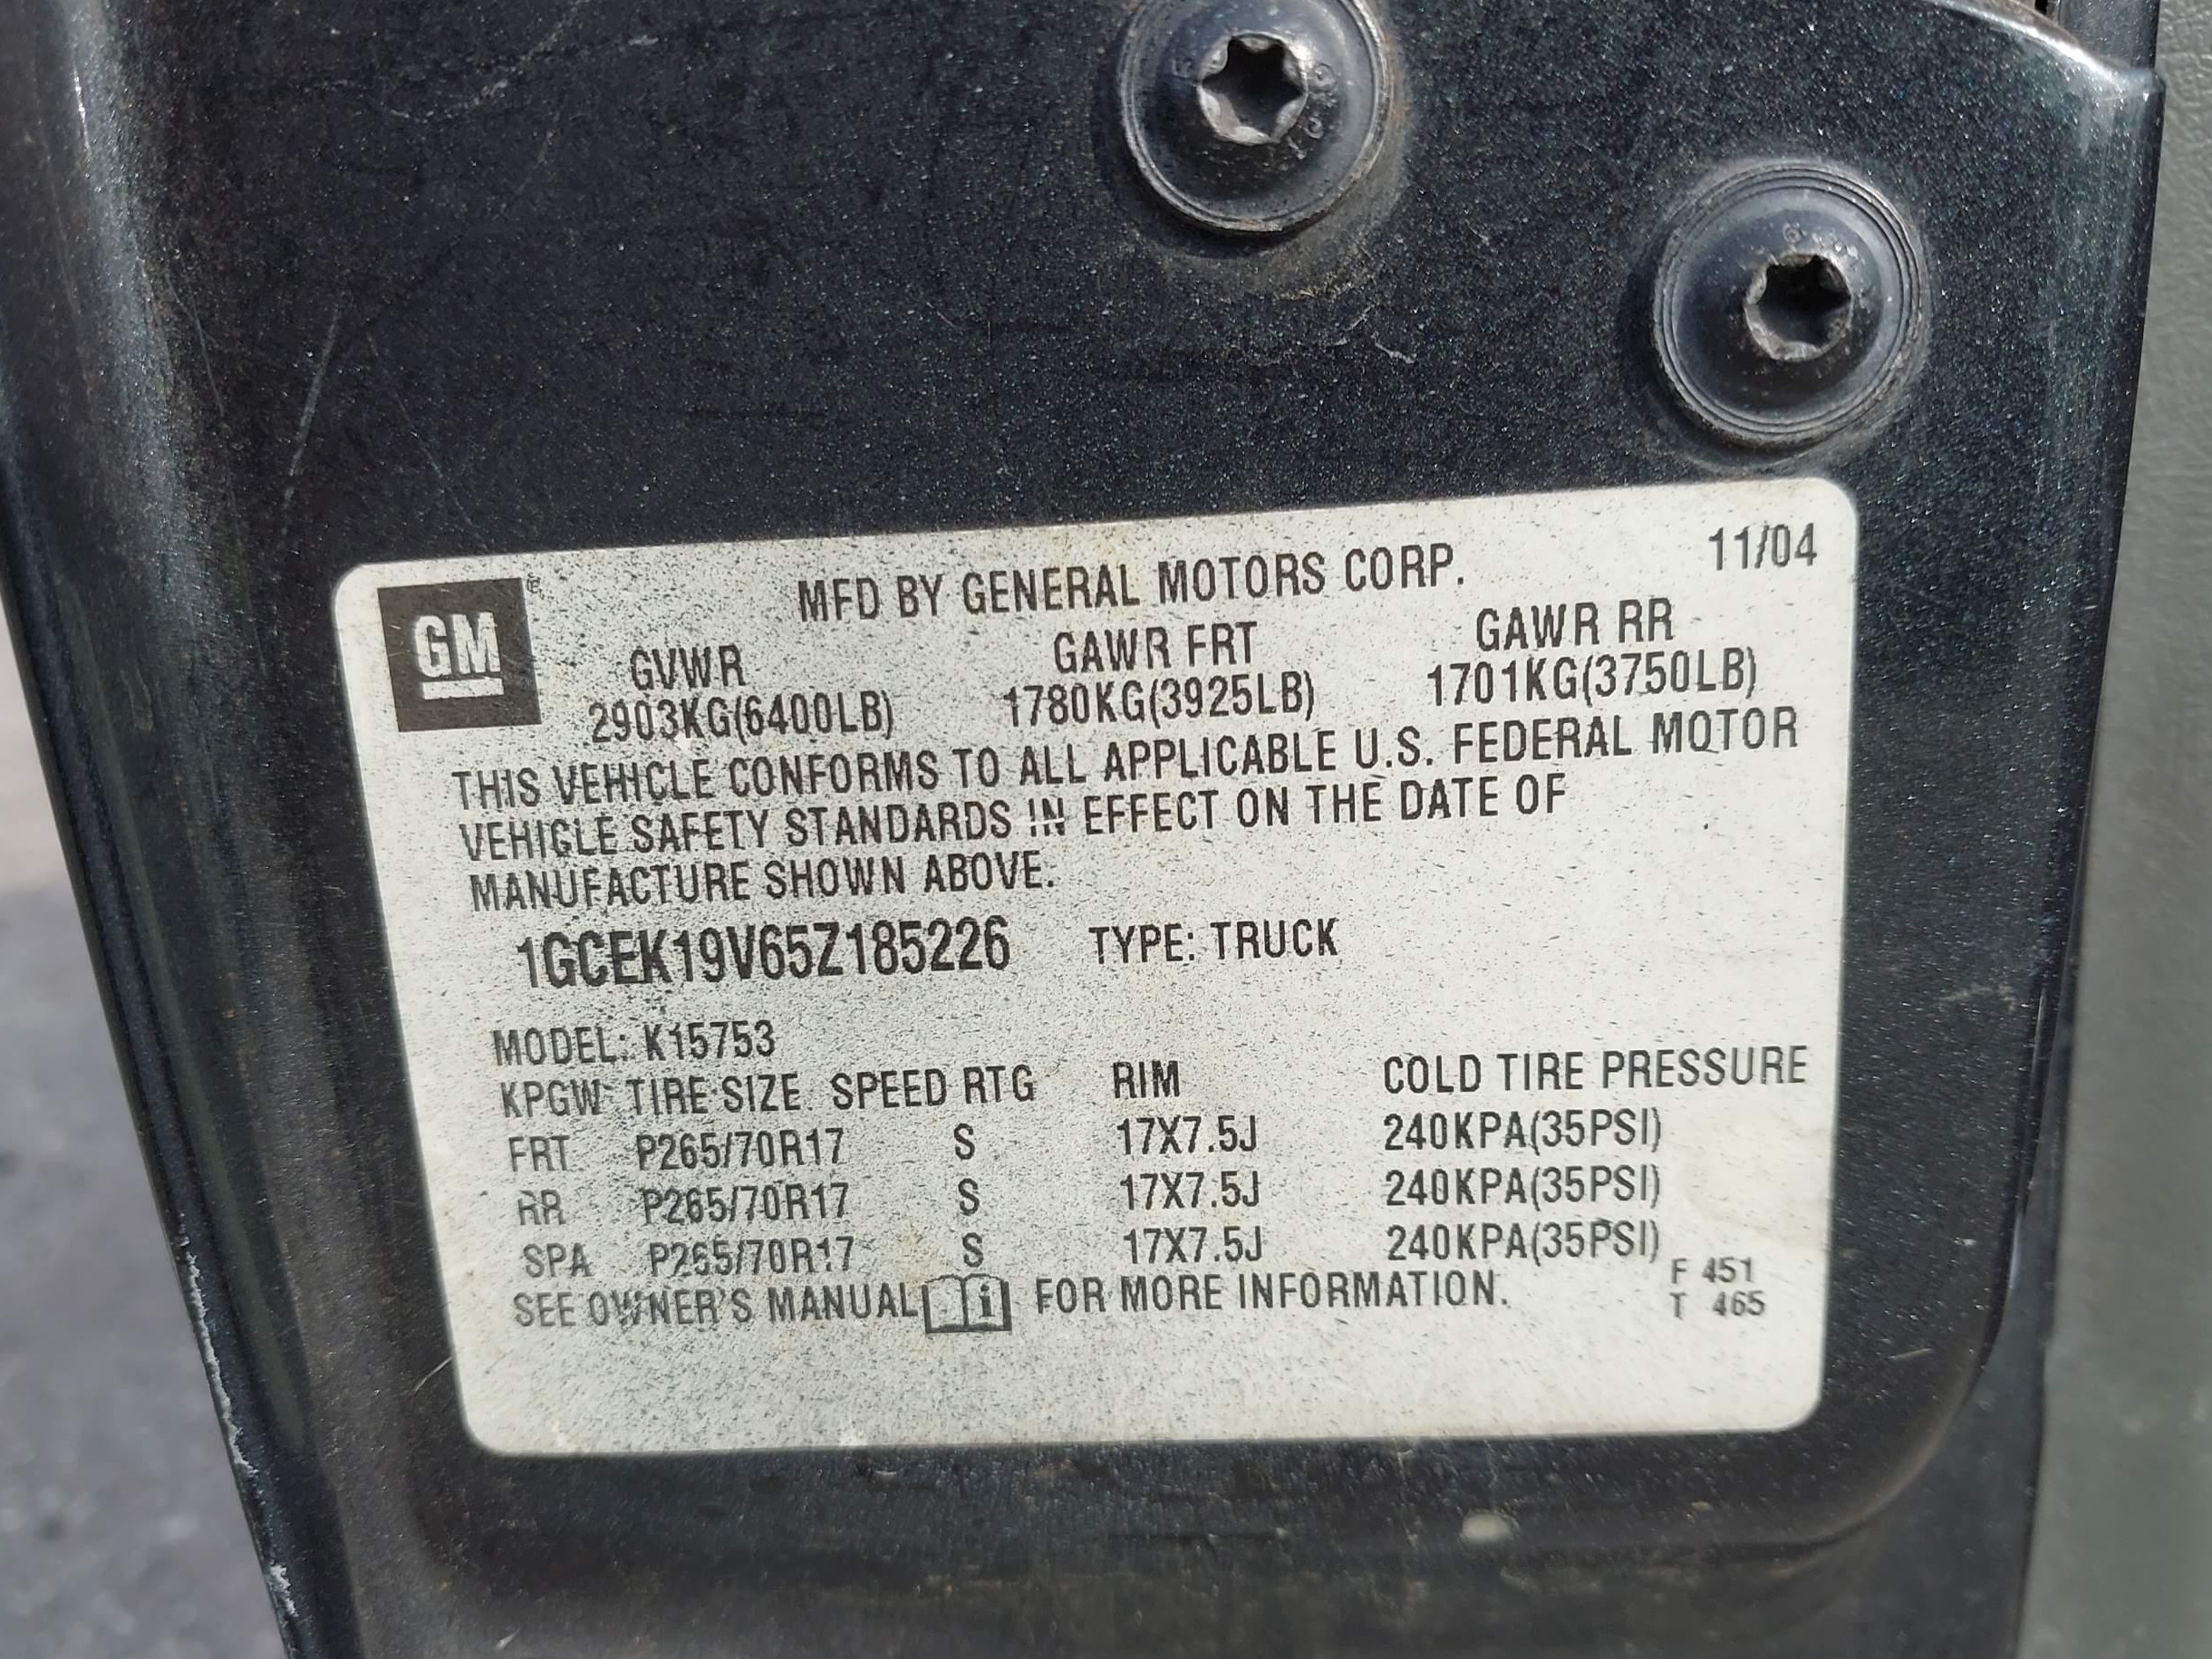 MFD BY GENERAL MOTORS CORP. 11/04
GM
GVWR GAWR FRT GAWR RR
2903KG(6400LB) 1780KG(3925LB) 1701KG(3750LB)
THIS VEHICLE CONFORMS TO ALL APPLICABLE U.S. FEDERAL MOTOR
VEHICLE SAFETY STANDARDS IN EFFECT ON THE DATE OF
MANUFACTURE SHOWN ABOVE.
1GCEK19V65Z185226 TYPE: TRUCK
MODEL: K15753
KPGW TIRE SIZE SPEED RTG RIM COLD TIRE PRESSURE
FRT P265/70R17 S 17X7.5J 240KPA(35PSI)
RR P265/70R17 S 17X7.5J 240KPA(35PSI)
SPA P265/70R17 S 17X7.5J 240KPA(35PSI)
SEE OWNER'S MANUAL i FOR MORE INFORMATION.
F 451
T 465